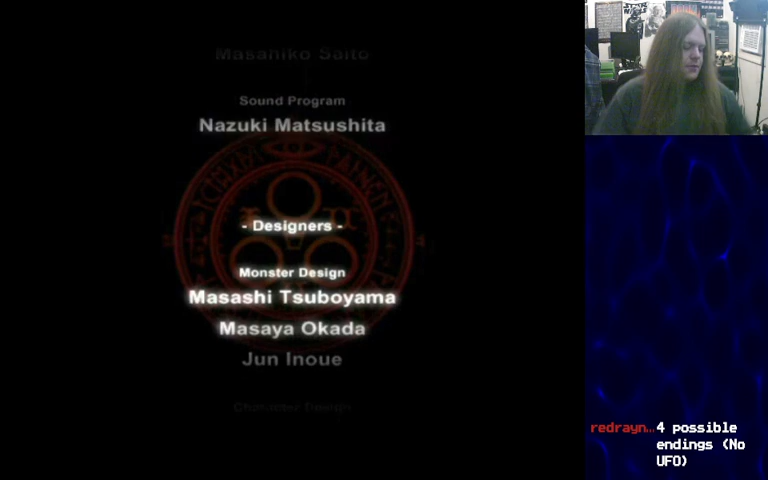 Masahiko Saito
Sound Program
Nazuki Matsushita
- Designers -
Monster Design
Masashi Tsuboyama
Masaya Okada
Jun Inoue
Character Design
redrayn… 4 possible
endings (No
UFO)